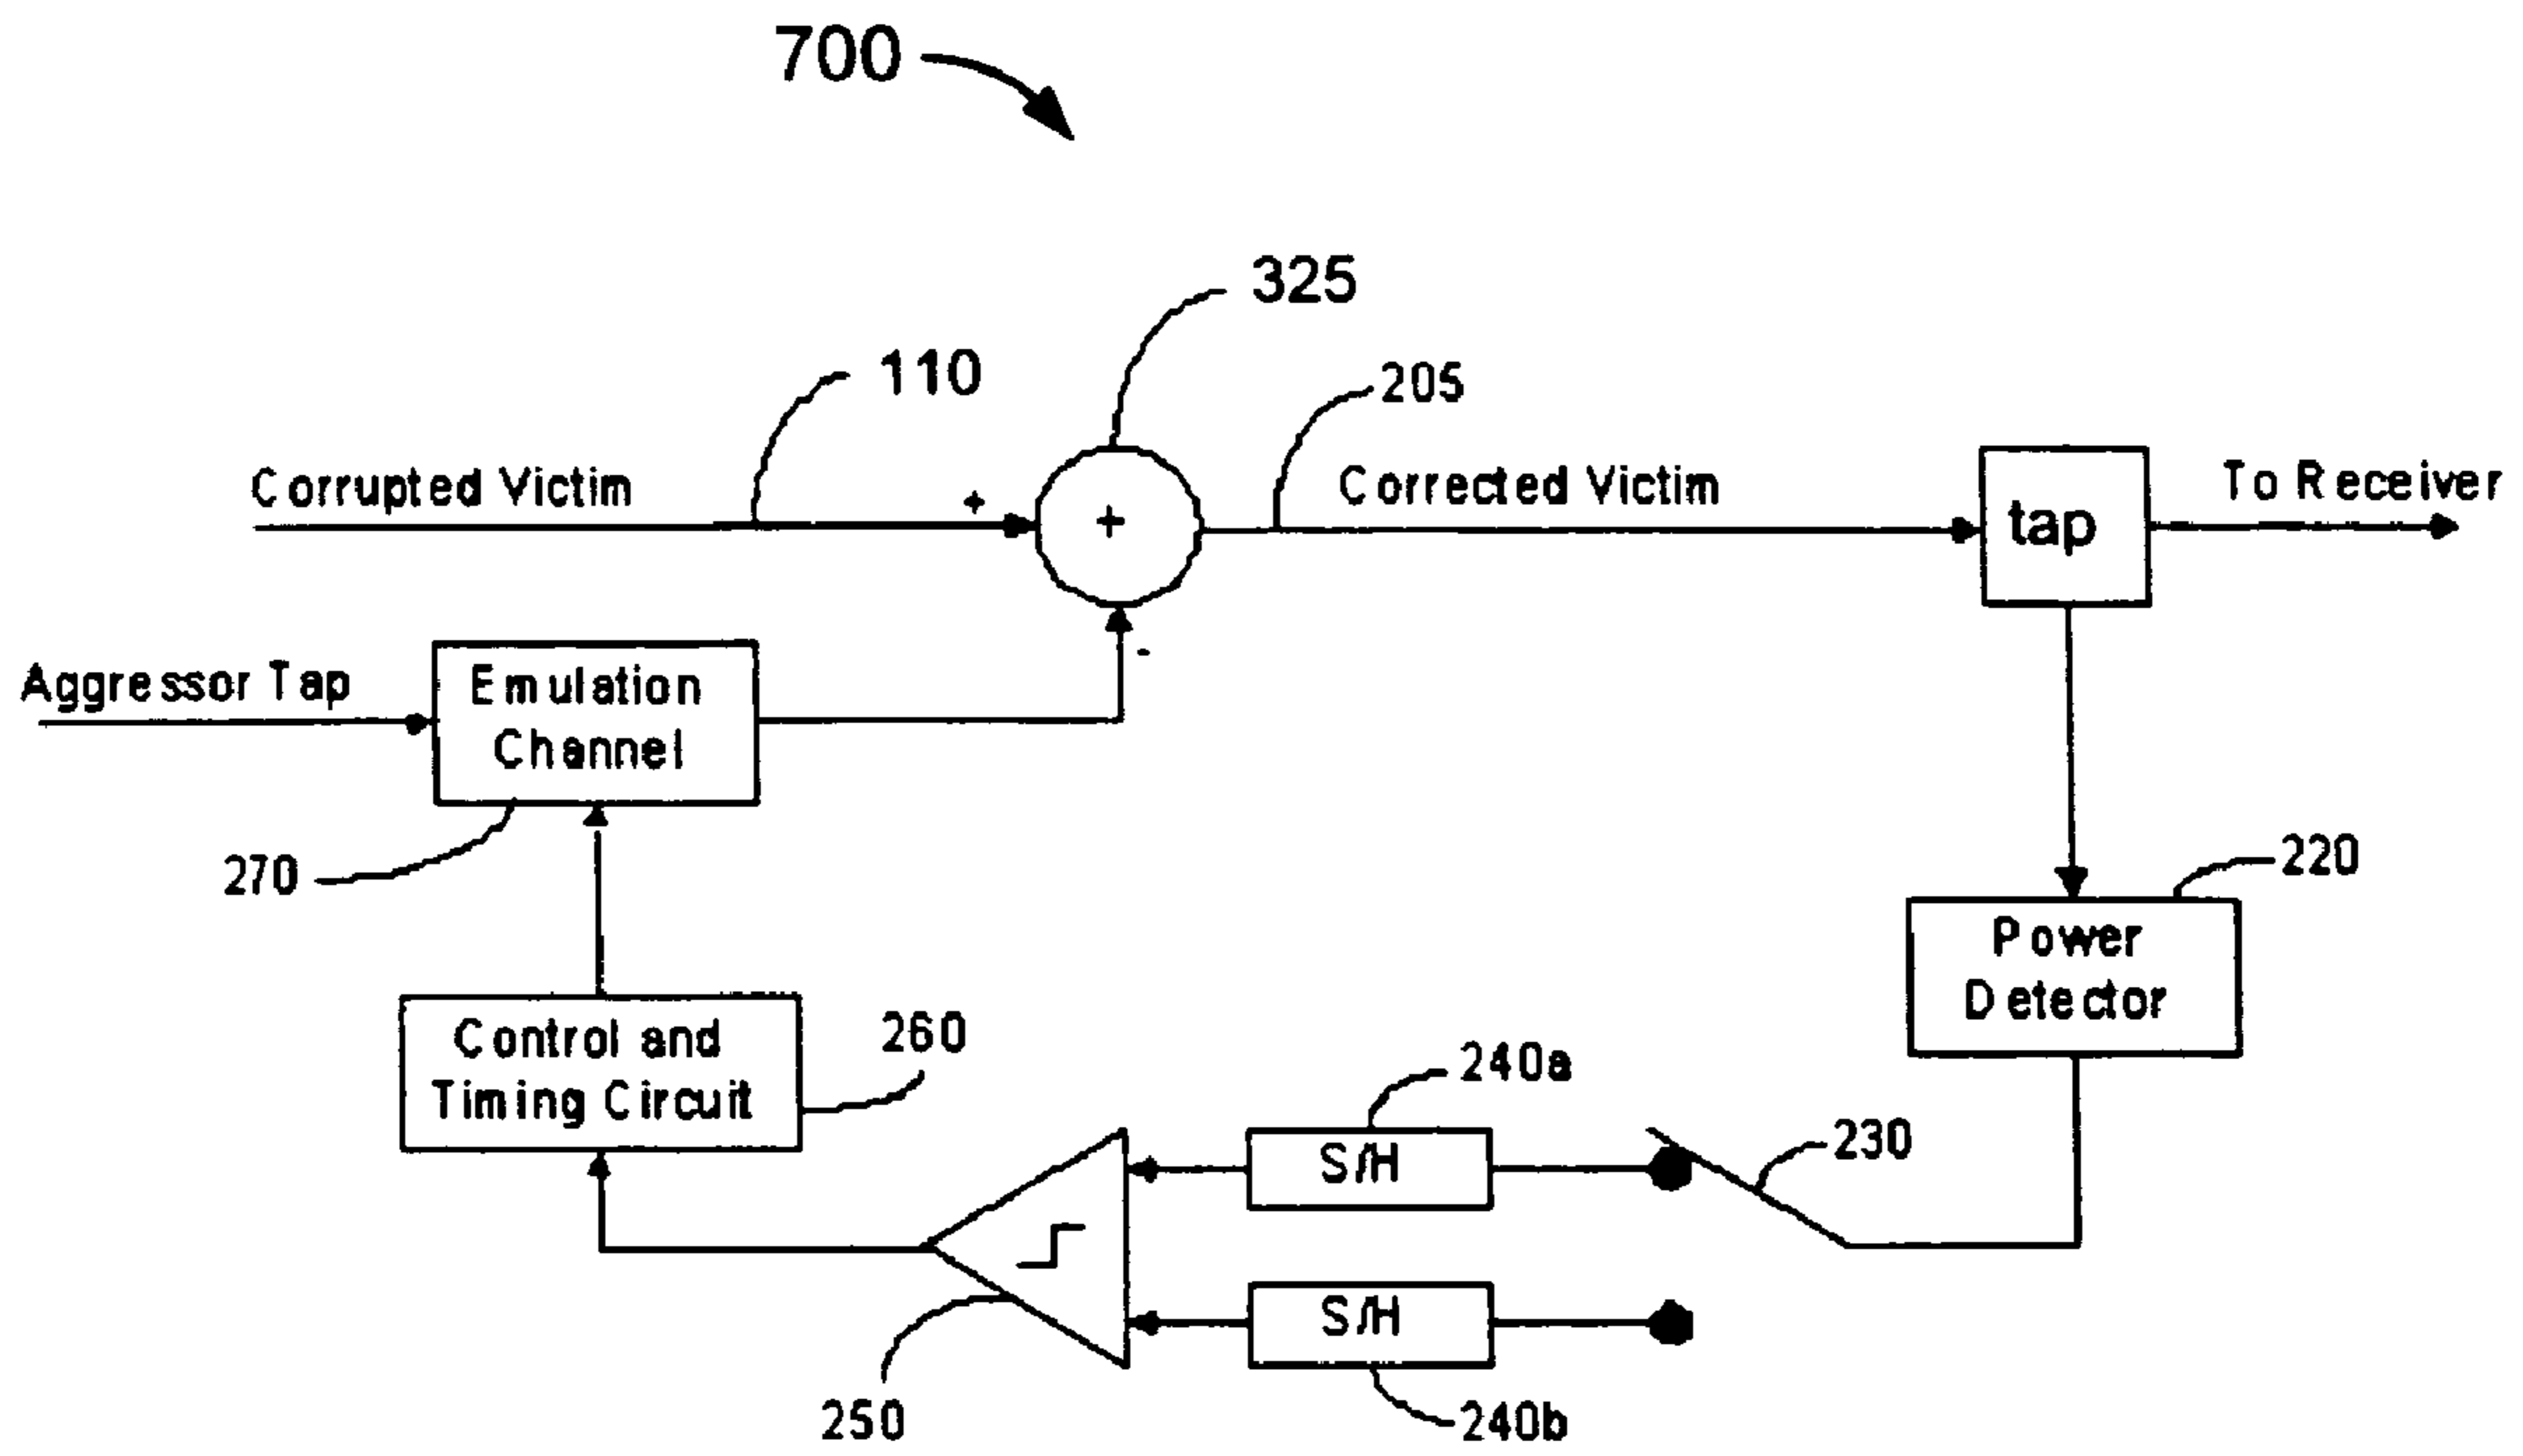 700
325
110
205
Corrupted Victim
+
+
Corrected Victim
tap
To Receiver
-
Aggressor Tap
Emulation
Channel
270
220
Power
Detector
Control and
Timing Circuit
260
240a
S/H
230
S/H
250
240b